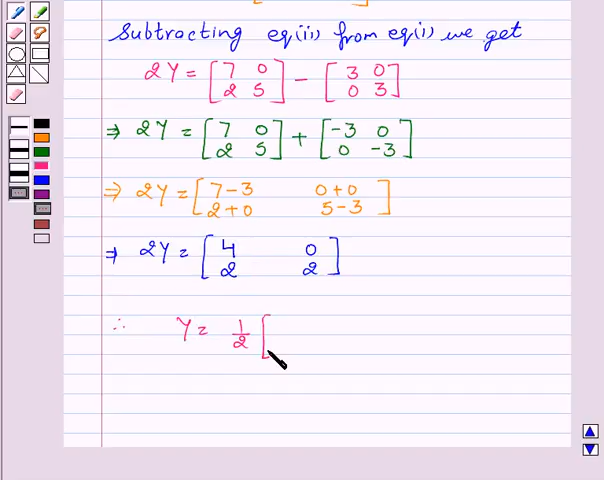 Subtracting eq(ii) from eq(i) we get
2Y = [7 0 2 5] - [3 0 0 3]
⇒ 2Y = [7 0 2 5] + [-3 0 0 -3]
⇒ 2Y = [7-3 0+0 2+0 5-3]
⇒ 2Y = [4 0 2 2]
∴ Y = 1/2 [